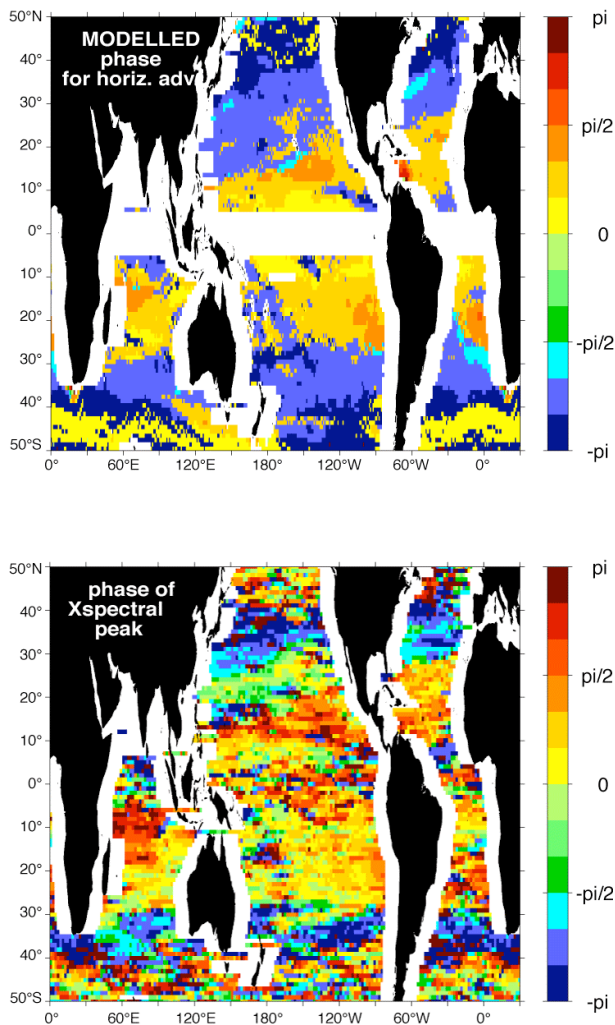 50°N
40°
30°
20°
10°
0°
10°
20°
30°
40°
50°S
MODELLED
phase
for horiz. adv
0°
60°E
120°E
180°
120°W
60°W
0°
pi
pi/2
0
-pi/2
-pi
50°N
40°
30°
20°
10°
0°
10°
20°
30°
40°
50°S
phase of
Xspectral
peak
0°
60°E
120°E
180°
120°W
60°W
0°
pi
pi/2
0
-pi/2
-pi